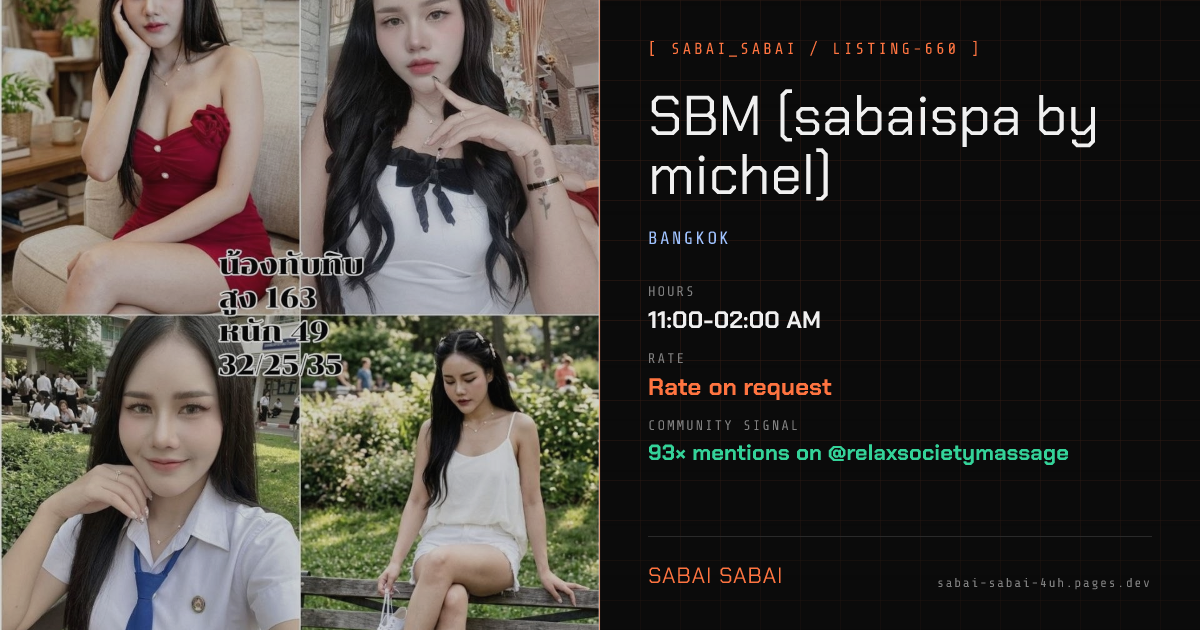 น้องทับทิบ
สูง 163
หนัก 49
32/25/35
[ SABAI_SABAI / LISTING-660 ]
SBM (sabaispa by
michel)
BANGKOK
HOURS
11:00-02:00 AM
RATE
Rate on request
COMMUNITY SIGNAL
93× mentions on @relaxsocietymassage
SABAI SABAI
sabai-sabai-4uh.pages.dev